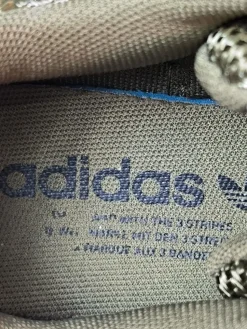 adidas
WITH THE 3 STRIPES
MIT DEN 3
MARQUE AUX 3 BANDES